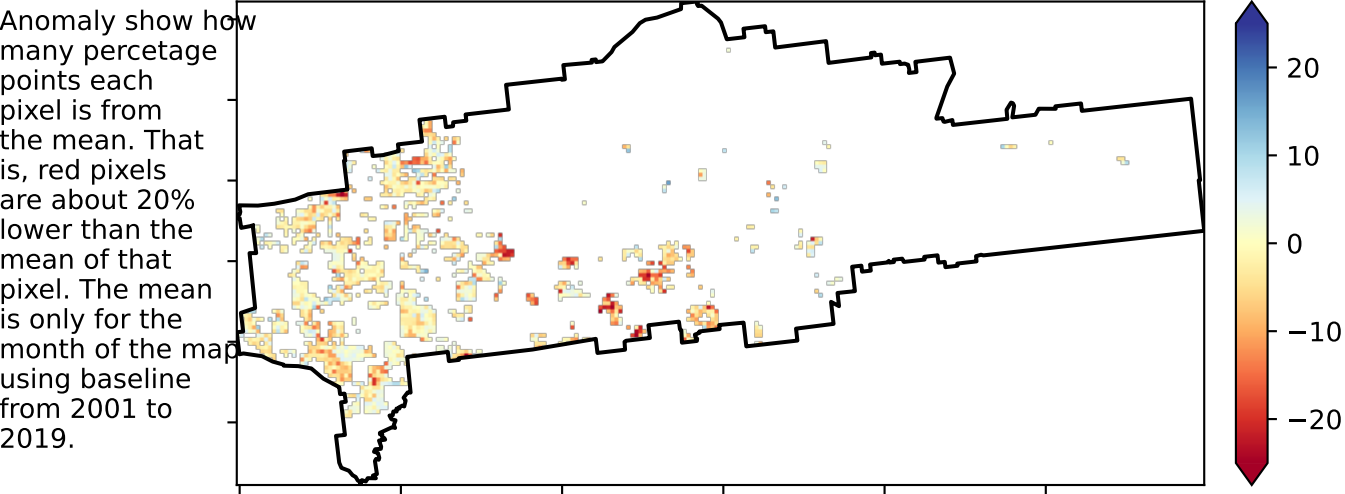 Anomaly show how
many percetage
points each
pixel is from
the mean. That
is, red pixels
are about 20%
lower than the
mean of that
pixel. The mean
is only for the
month of the map
using baseline
from 2001 to
2019.
20
10
0
−10
−20